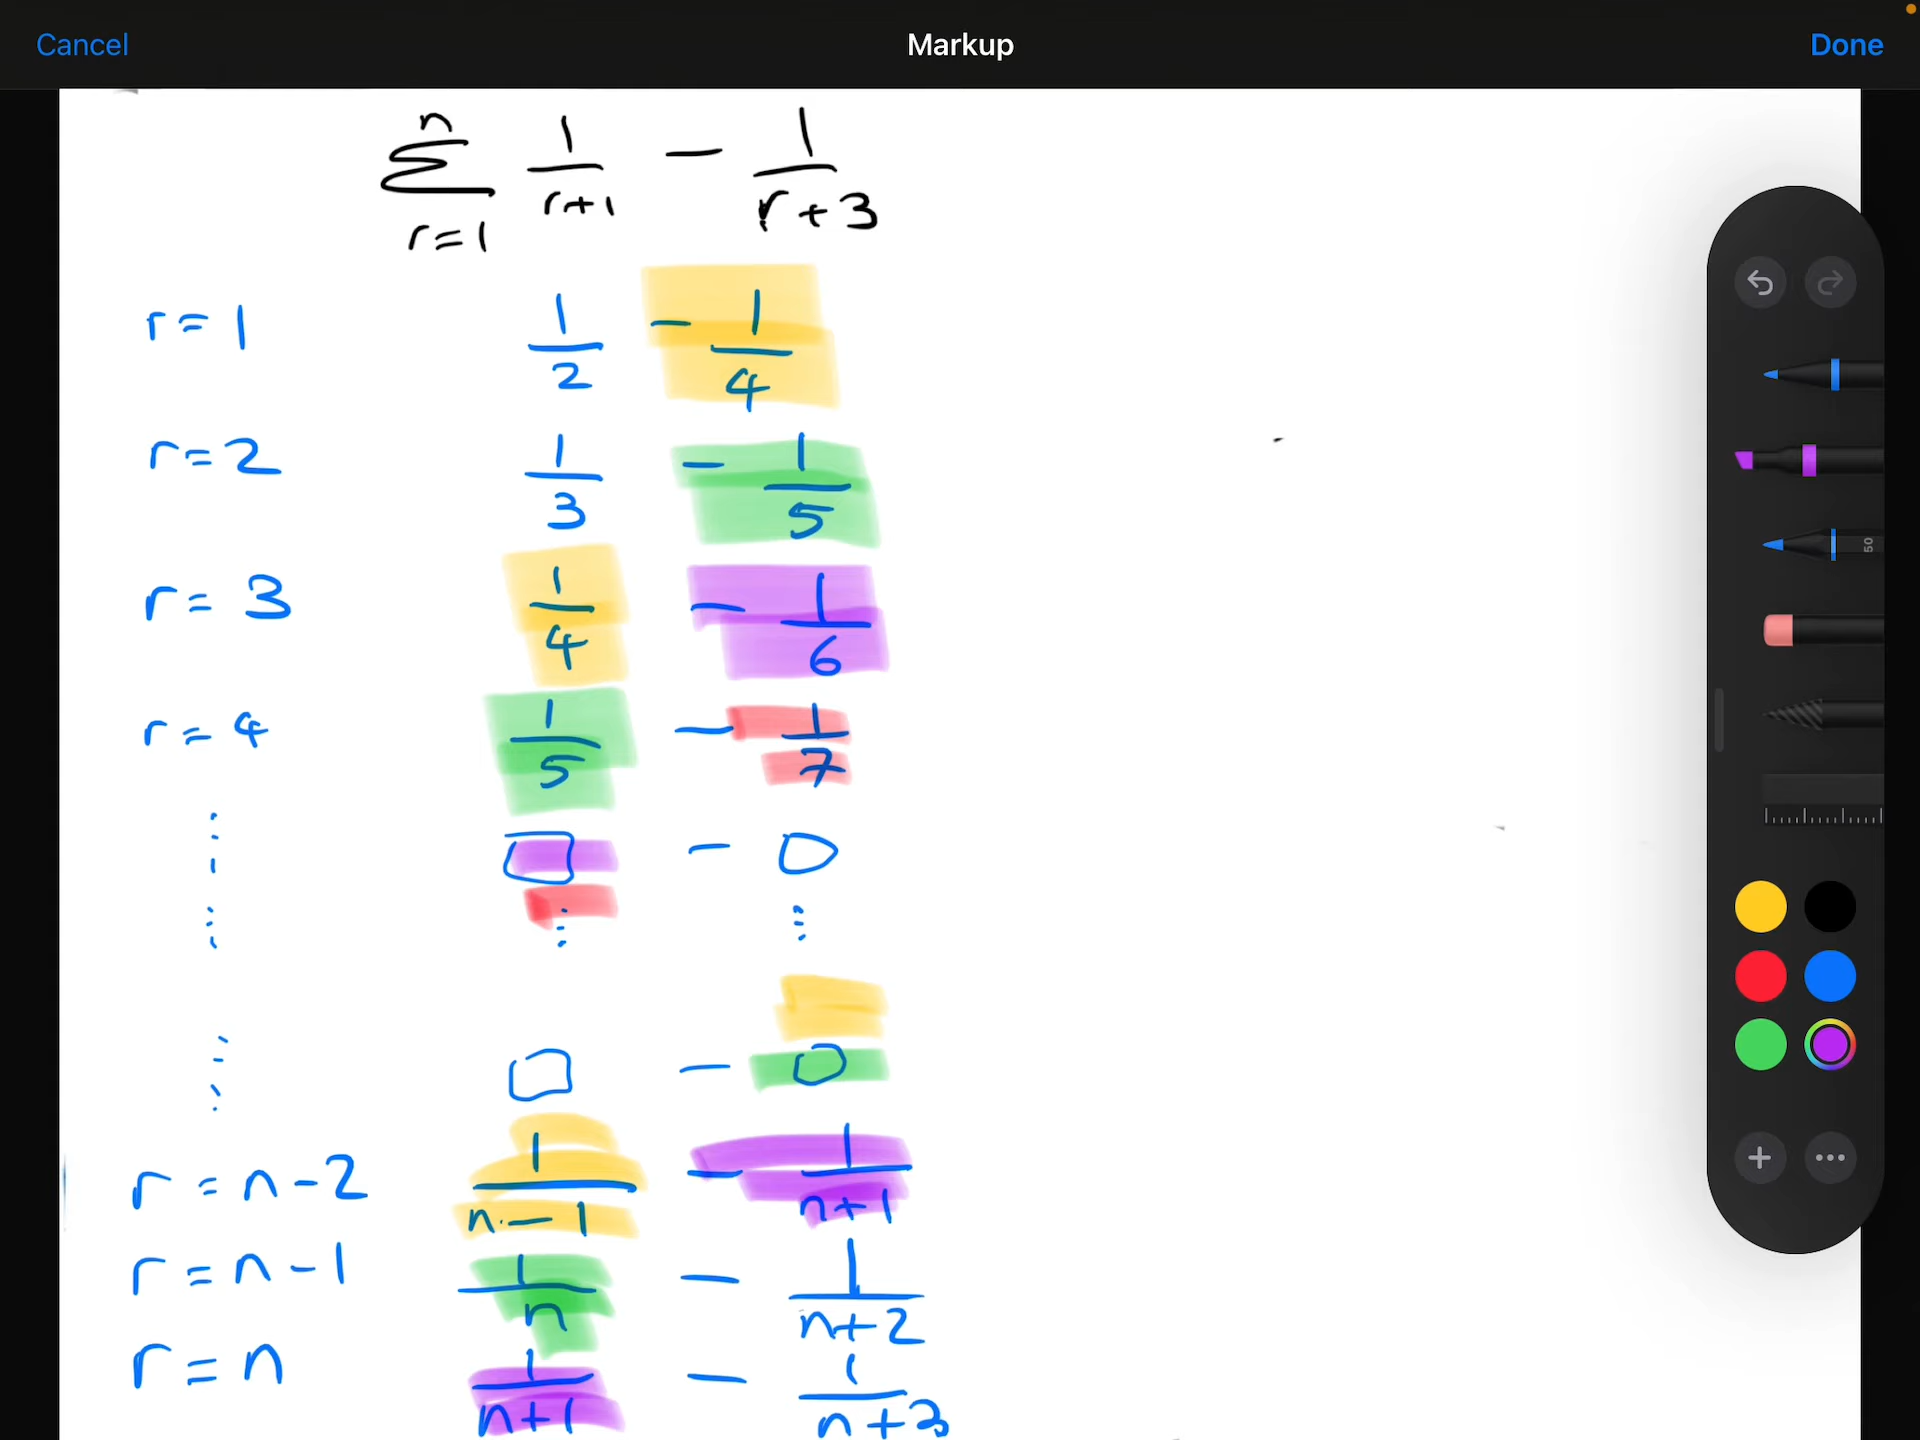 Cancel Markup Done
n
Σ 1/(r+1) − 1/(r+3)
r=1
r=1 1/2 − 1/4
r=2 1/3 − 1/5
r=3 1/4 − 1/6
r=4 1/5 − 1/7
⋮ □ − O
⋮ ⋮ ⋮
⋮ □ − O
r=n−2 1/(n−1) − 1/(n+1)
r=n−1 1/n − 1/(n+2)
r=n 1/(n+1) − 1/(n+3)
50